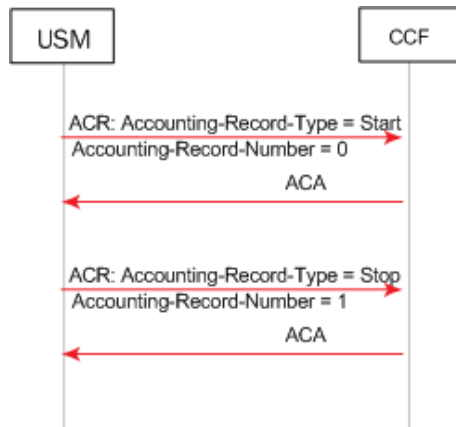 USM
CCF
ACR: Accounting-Record-Type = Start
Accounting-Record-Number = 0
ACA
ACR: Accounting-Record-Type = Stop
Accounting-Record-Number = 1
ACA